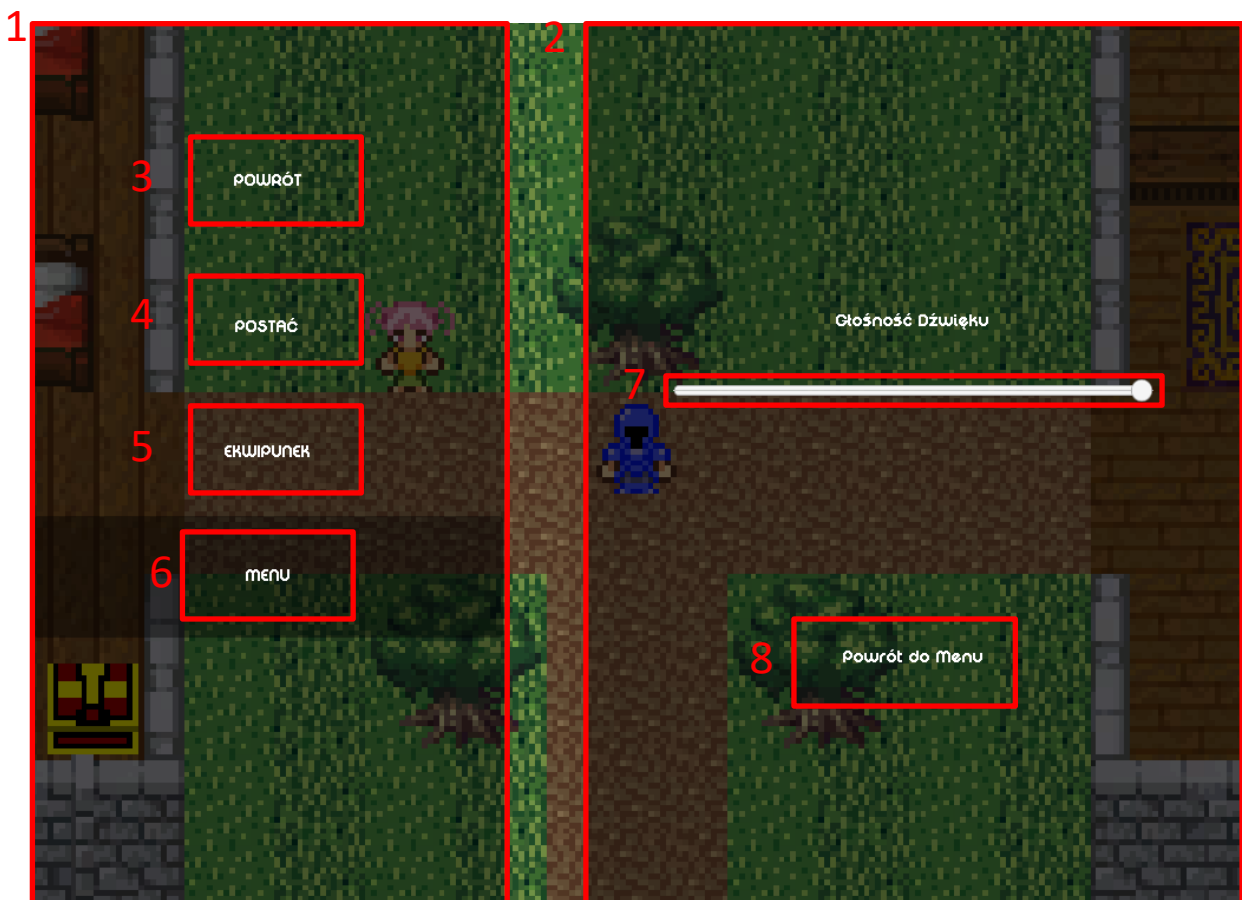 1
2
3
POWRÓT
4
POSTAĆ
Głośność Dźwięku
7
5
EKWIPUNEK
6
MENU
8
Powrót do Menu